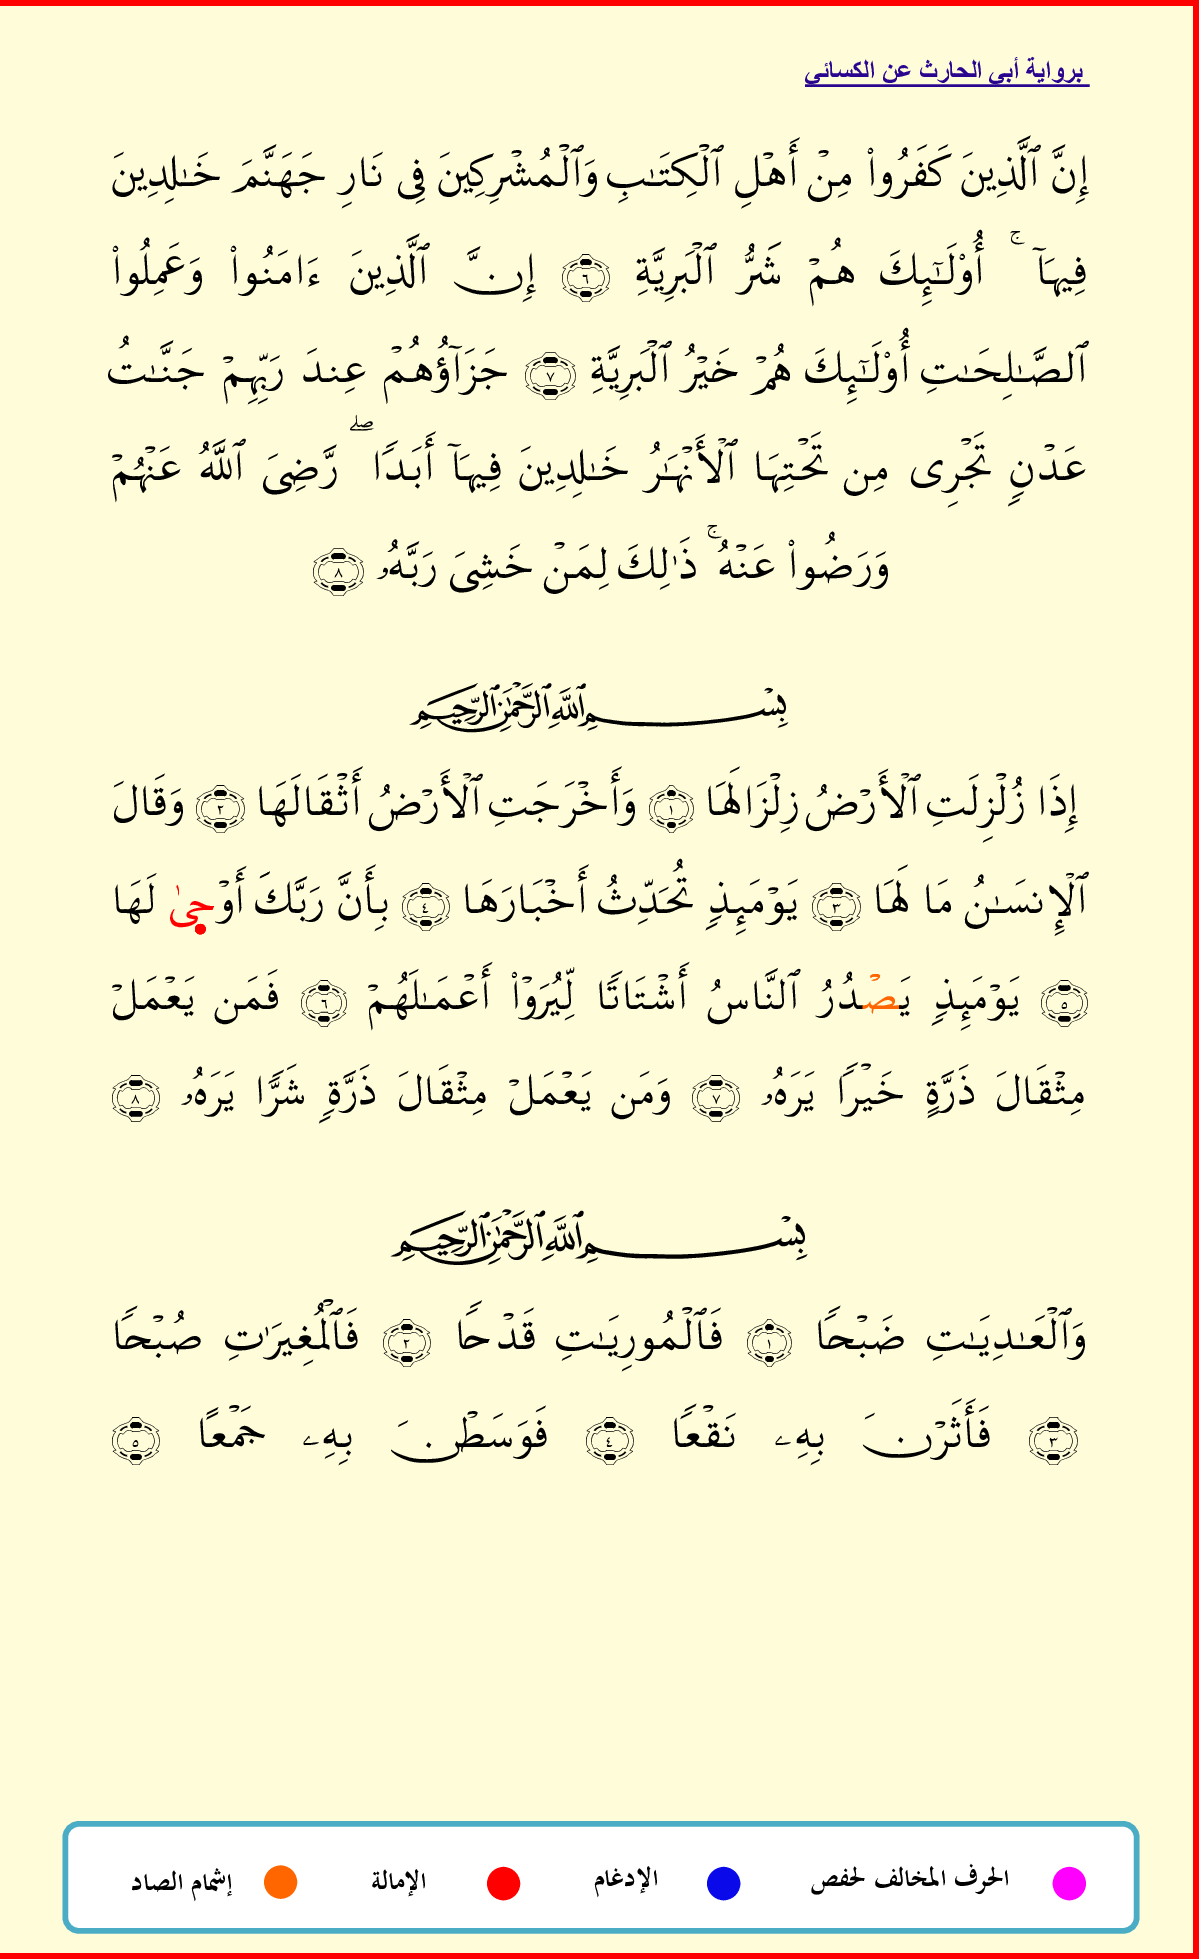 برواية أبي الحارث عن الكسائي
إِنَّ ٱلَّذِينَ كَفَرُواْ مِنۡ أَهۡلِ ٱلۡكِتَٰبِ وَٱلۡمُشۡرِكِينَ فِي نَارِ جَهَنَّمَ خَٰلِدِينَ
فِيهَآۚ أُوْلَٰٓئِكَ هُمۡ شَرُّ ٱلۡبَرِيَّةِ ٦ إِنَّ ٱلَّذِينَ ءَامَنُواْ وَعَمِلُواْ
ٱلصَّٰلِحَٰتِ أُوْلَٰٓئِكَ هُمۡ خَيۡرُ ٱلۡبَرِيَّةِ ٧ جَزَآؤُهُمۡ عِندَ رَبِّهِمۡ جَنَّٰتُ
عَدۡنٖ تَجۡرِي مِن تَحۡتِهَا ٱلۡأَنۡهَٰرُ خَٰلِدِينَ فِيهَآ أَبَدٗاۖ رَّضِيَ ٱللَّهُ عَنۡهُمۡ
وَرَضُواْ عَنۡهُۚ ذَٰلِكَ لِمَنۡ خَشِيَ رَبَّهُۥ ٨
بِسۡمِ ٱللَّهِ ٱلرَّحۡمَٰنِ ٱلرَّحِيمِ
إِذَا زُلۡزِلَتِ ٱلۡأَرۡضُ زِلۡزَالَهَا ١ وَأَخۡرَجَتِ ٱلۡأَرۡضُ أَثۡقَالَهَا ٢ وَقَالَ
ٱلۡإِنسَٰنُ مَا لَهَا ٣ يَوۡمَئِذٖ تُحَدِّثُ أَخۡبَارَهَا ٤ بِأَنَّ رَبَّكَ أَوۡحىٰ لَهَا
٥ يَوۡمَئِذٖ يَصۡدُرُ ٱلنَّاسُ أَشۡتَاتٗا لِّيُرَوۡاْ أَعۡمَٰلَهُمۡ ٦ فَمَن يَعۡمَلۡ
مِثۡقَالَ ذَرَّةٍ خَيۡرٗا يَرَهُۥ ٧ وَمَن يَعۡمَلۡ مِثۡقَالَ ذَرَّةٖ شَرّٗا يَرَهُۥ ٨
بِسۡمِ ٱللَّهِ ٱلرَّحۡمَٰنِ ٱلرَّحِيمِ
وَٱلۡعَٰدِيَٰتِ ضَبۡحٗا ١ فَٱلۡمُورِيَٰتِ قَدۡحٗا ٢ فَٱلۡمُغِيرَٰتِ صُبۡحٗا
٣ فَأَثَرۡنَ بِهِۦ نَقۡعٗا ٤ فَوَسَطۡنَ بِهِۦ جَمۡعًا ٥
الحرف المخالف لحفص الإدغام الإمالة إشمام الصاد